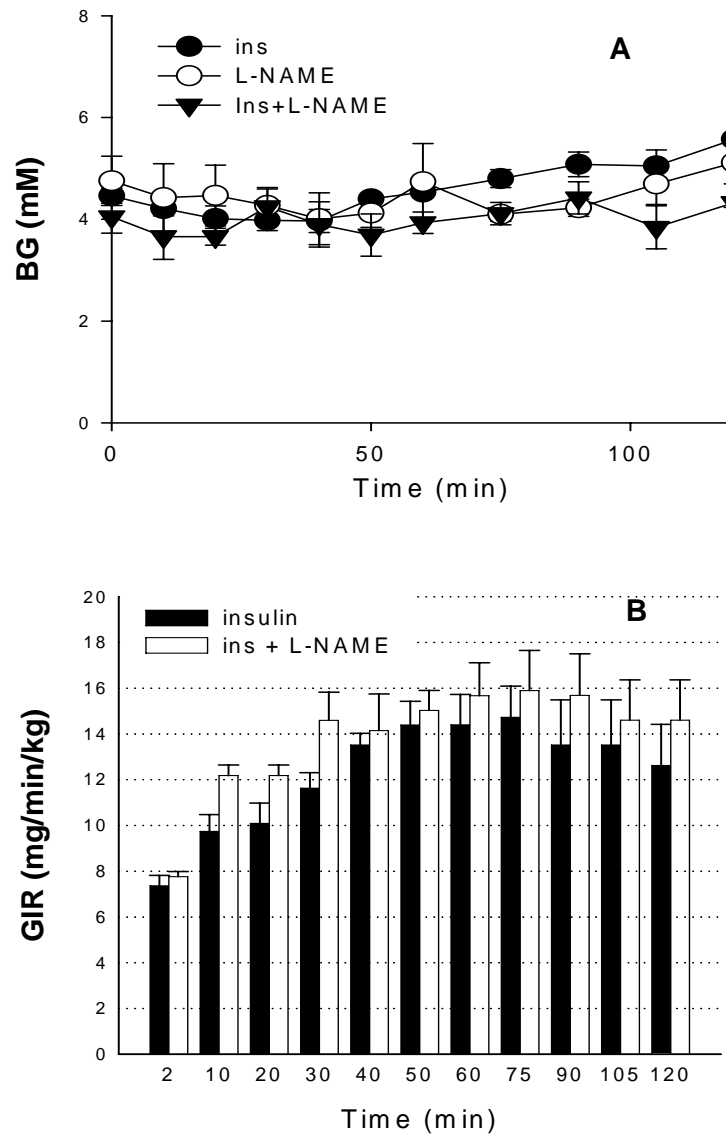 8
ins
A
L-NAME
Ins+L-NAME
6
4
2
0
BG (mM)
0 50 100
Time (min)
20
insulin
B
18
ins + L-NAME
16
14
12
10
8
6
4
2
0
GIR (mg/min/kg)
2 10 20 30 40 50 60 75 90 105 120
Time (min)